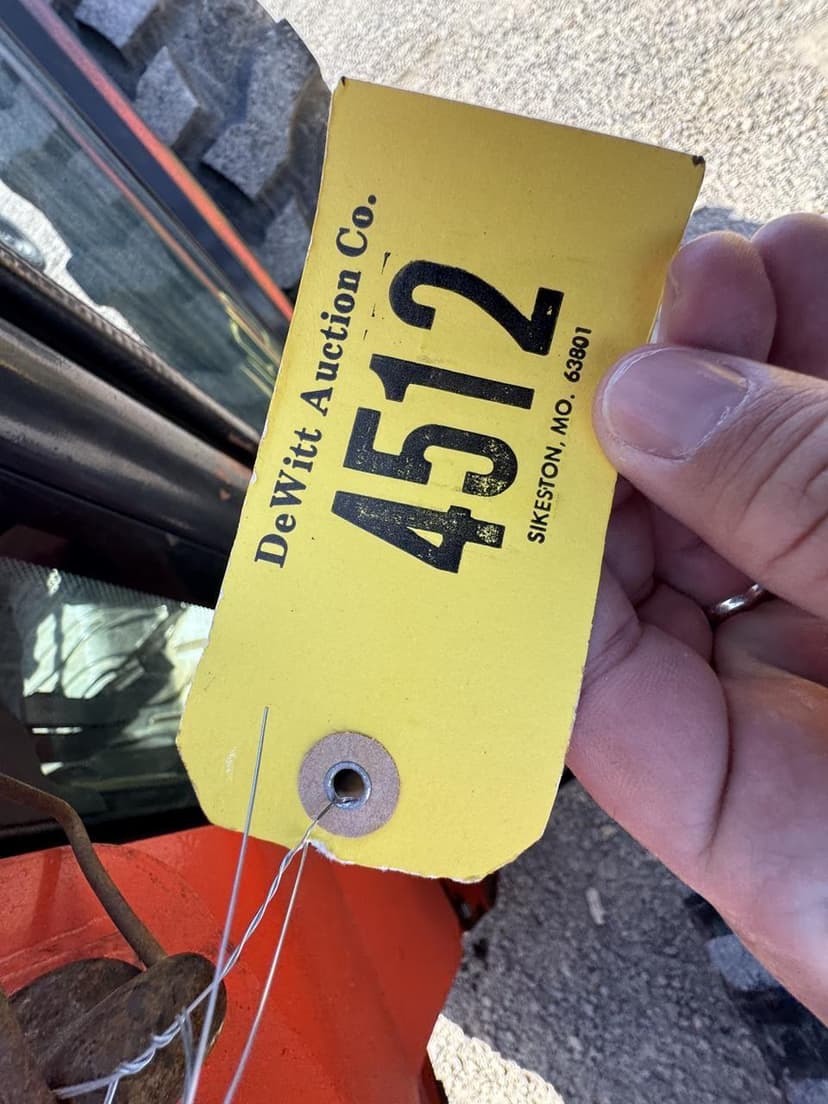 DeWitt Auction Co.
4512
SIKESTON, MO. 63801